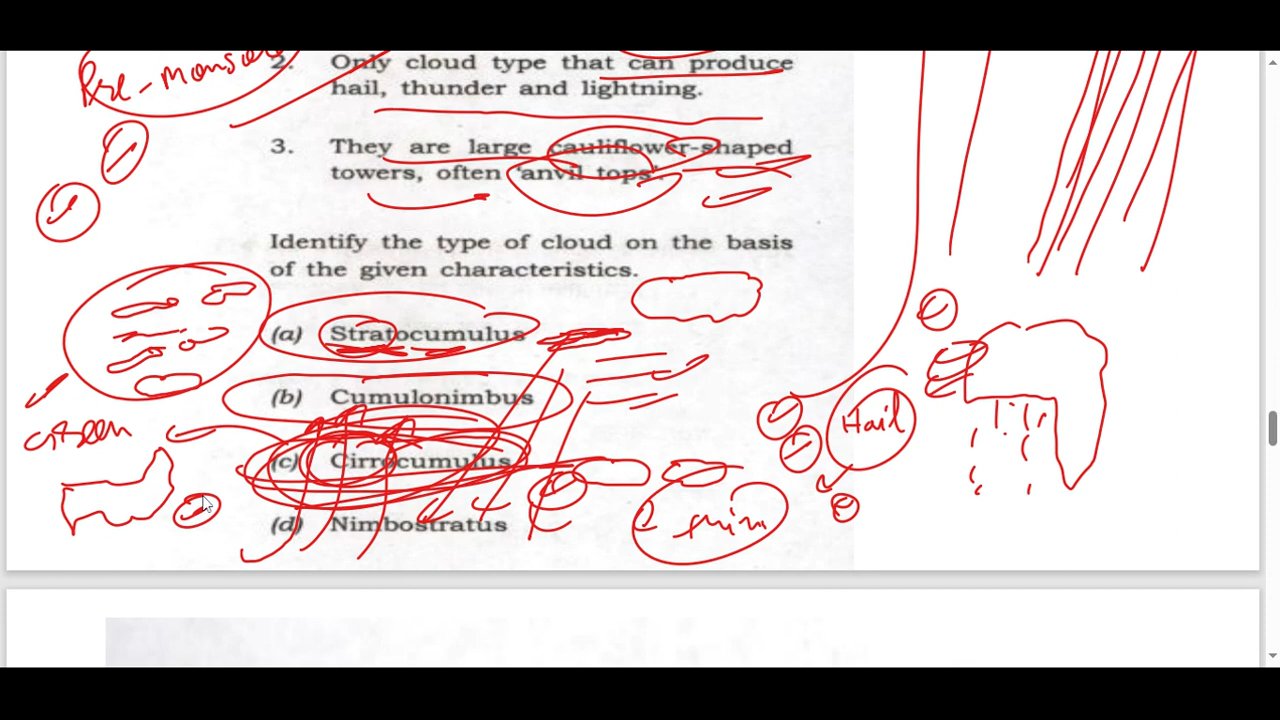 Pre-monsoon
2. Only cloud type that can produce
hail, thunder and lightning.
3. They are large cauliflower-shaped
towers, often 'anvil tops'.
Identify the type of cloud on the basis
of the given characteristics.
(a) Stratocumulus
(b) Cumulonimbus
Hail
(c) Cirrocumulus
(d) Nimbostratus